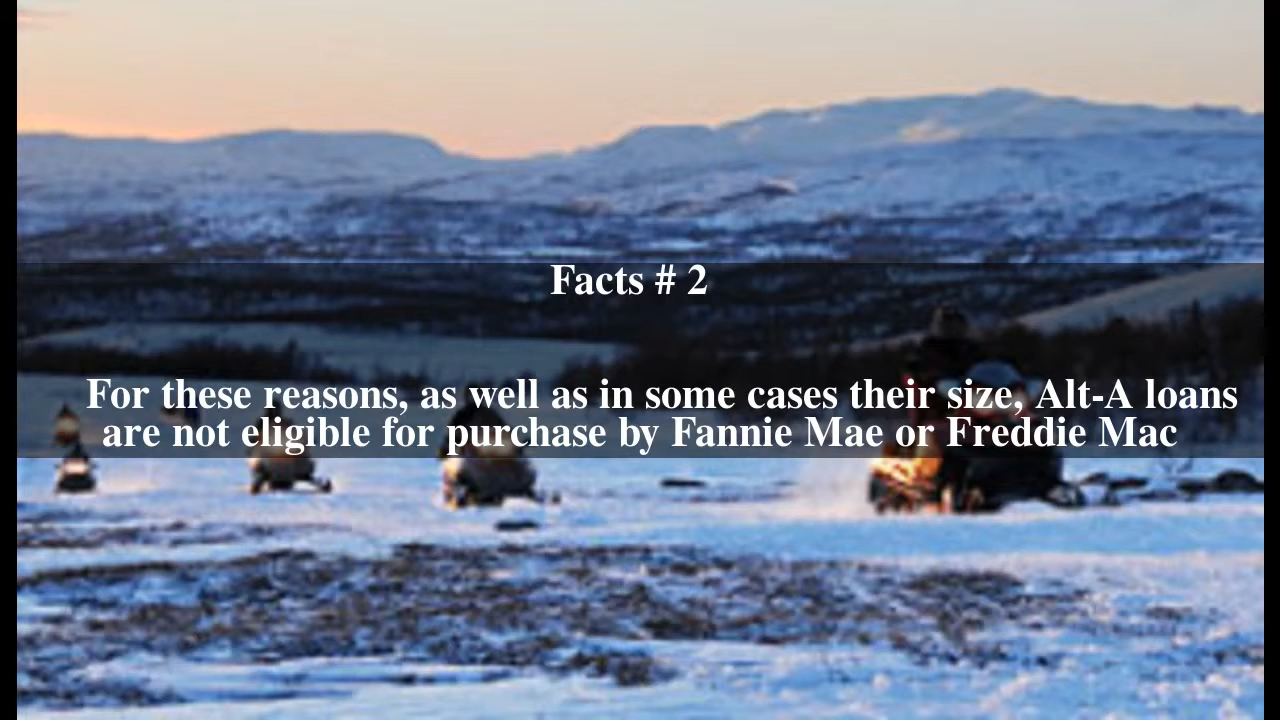 Facts # 2
For these reasons, as well as in some cases their size, Alt-A loans
are not eligible for purchase by Fannie Mae or Freddie Mac